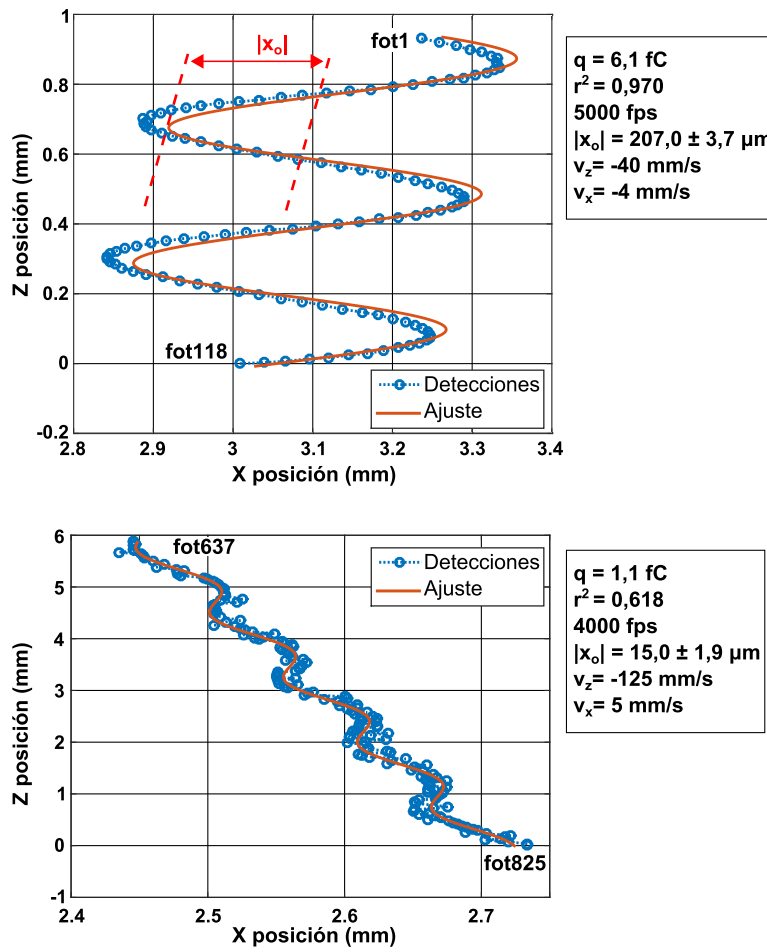 1
0.8
0.6
0.4
0.2
0
-0.2
Z posición (mm)
fot1
|xₒ|
fot118
Detecciones
Ajuste
2.8 2.9 3 3.1 3.2 3.3 3.4
X posición (mm)
q = 6,1 fC
r² = 0,970
5000 fps
|xₒ| = 207,0 ± 3,7 µm
v_z= -40 mm/s
vₓ= -4 mm/s
6
5
4
3
2
1
0
-1
Z posición (mm)
fot637
Detecciones
Ajuste
fot825
2.4 2.5 2.6 2.7
X posición (mm)
q = 1,1 fC
r² = 0,618
4000 fps
|xₒ| = 15,0 ± 1,9 µm
v_z= -125 mm/s
vₓ= 5 mm/s